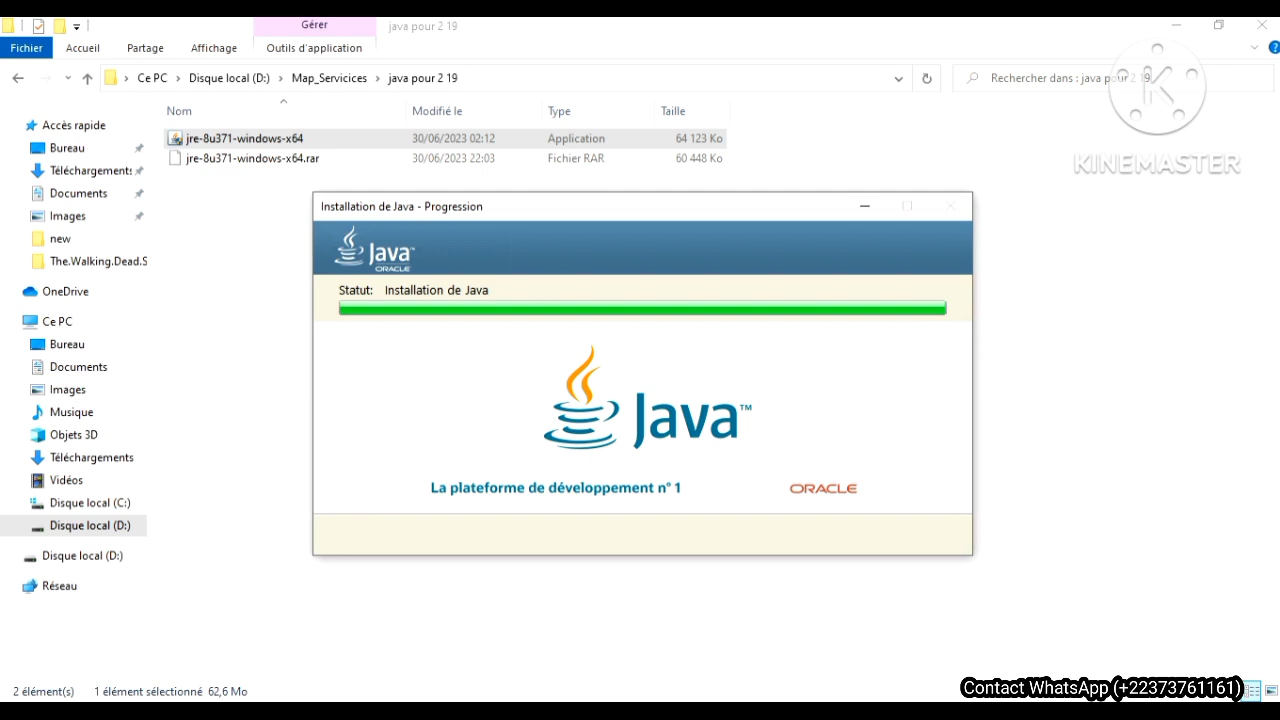 Gérer
java pour 2 19
Fichier
Accueil
Partage
Affichage
Outils d'application
Ce PC
Disque local (D:)
Map_Servicices
java pour 2 19
Rechercher dans : java pour 2 19
KINEMASTER
Nom
Modifié le
Type
Taille
jre-8u371-windows-x64
30/06/2023 02:12
Application
64 123 Ko
jre-8u371-windows-x64.rar
30/06/2023 22:03
Fichier RAR
60 448 Ko
Accès rapide
Bureau
Téléchargements
Documents
Images
new
The.Walking.Dead.S
OneDrive
Ce PC
Bureau
Documents
Images
Musique
Objets 3D
Téléchargements
Vidéos
Disque local (C:)
Disque local (D:)
Disque local (D:)
Réseau
Installation de Java - Progression
Java™
ORACLE
Statut: Installation de Java
Java™
La plateforme de développement n° 1
ORACLE
2 élément(s)
1 élément sélectionné 62,6 Mo
Contact WhatsApp (+22373761161)